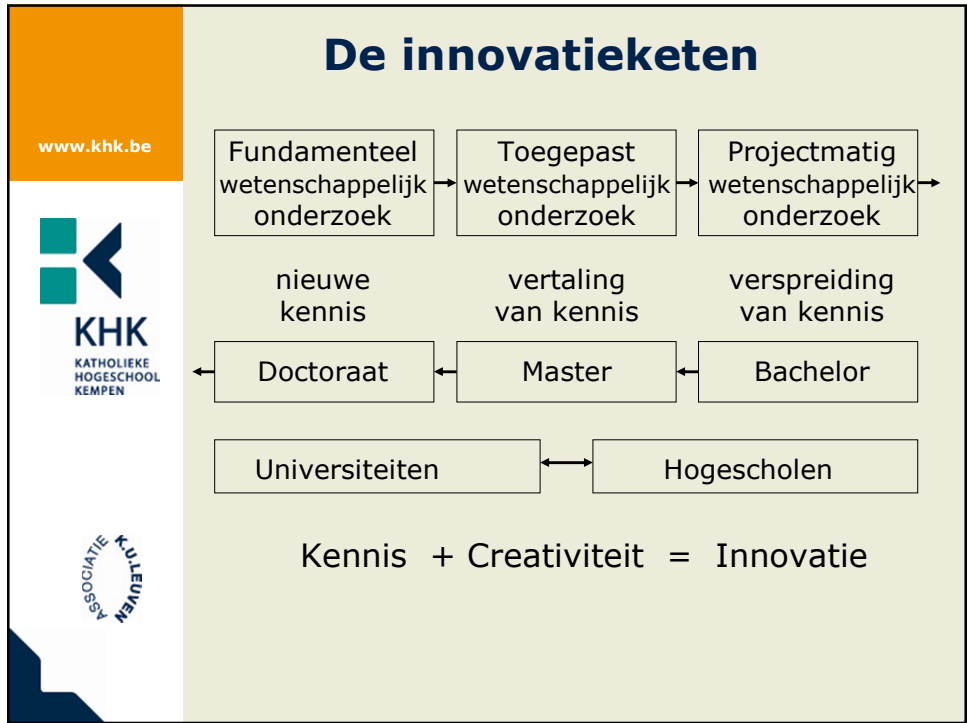 De innovatieketen
www.khk.be
Fundamenteel
wetenschappelijk
onderzoek
Toegepast
wetenschappelijk
onderzoek
Projectmatig
wetenschappelijk
onderzoek
nieuwe
kennis
vertaling
van kennis
verspreiding
van kennis
KHK
KATHOLIEKE
HOGESCHOOL
KEMPEN
Doctoraat
Master
Bachelor
Universiteiten
Hogescholen
Kennis + Creativiteit = Innovatie
ASSOCIATIE
K.U.LEUVEN